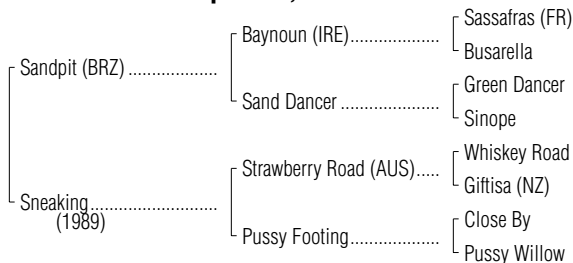 Sassafras (FR)
Baynoun (IRE)..................
Busarella
Sandpit (BRZ) ...................
Green Dancer
Sand Dancer ....................
Sinope
Whiskey Road
Strawberry Road (AUS).....
Giftisa (NZ)
Sneaking..........................
(1989)
Close By
Pussy Footing..................
Pussy Willow